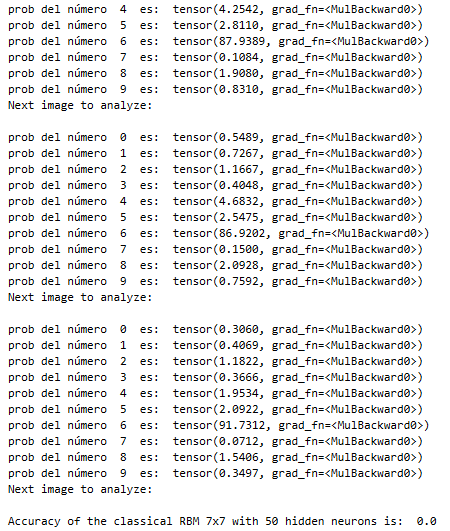 prob del número  4  es:  tensor(4.2542, grad_fn=<MulBackward0>)
prob del número  5  es:  tensor(2.8110, grad_fn=<MulBackward0>)
prob del número  6  es:  tensor(87.9389, grad_fn=<MulBackward0>)
prob del número  7  es:  tensor(0.1084, grad_fn=<MulBackward0>)
prob del número  8  es:  tensor(1.9080, grad_fn=<MulBackward0>)
prob del número  9  es:  tensor(0.8310, grad_fn=<MulBackward0>)
Next image to analyze:
prob del número  0  es:  tensor(0.5489, grad_fn=<MulBackward0>)
prob del número  1  es:  tensor(0.7267, grad_fn=<MulBackward0>)
prob del número  2  es:  tensor(1.1667, grad_fn=<MulBackward0>)
prob del número  3  es:  tensor(0.4048, grad_fn=<MulBackward0>)
prob del número  4  es:  tensor(4.6832, grad_fn=<MulBackward0>)
prob del número  5  es:  tensor(2.5475, grad_fn=<MulBackward0>)
prob del número  6  es:  tensor(86.9202, grad_fn=<MulBackward0>)
prob del número  7  es:  tensor(0.1500, grad_fn=<MulBackward0>)
prob del número  8  es:  tensor(2.0928, grad_fn=<MulBackward0>)
prob del número  9  es:  tensor(0.7592, grad_fn=<MulBackward0>)
Next image to analyze:
prob del número  0  es:  tensor(0.3060, grad_fn=<MulBackward0>)
prob del número  1  es:  tensor(0.4069, grad_fn=<MulBackward0>)
prob del número  2  es:  tensor(1.1822, grad_fn=<MulBackward0>)
prob del número  3  es:  tensor(0.3666, grad_fn=<MulBackward0>)
prob del número  4  es:  tensor(1.9534, grad_fn=<MulBackward0>)
prob del número  5  es:  tensor(2.0922, grad_fn=<MulBackward0>)
prob del número  6  es:  tensor(91.7312, grad_fn=<MulBackward0>)
prob del número  7  es:  tensor(0.0712, grad_fn=<MulBackward0>)
prob del número  8  es:  tensor(1.5406, grad_fn=<MulBackward0>)
prob del número  9  es:  tensor(0.3497, grad_fn=<MulBackward0>)
Next image to analyze:
Accuracy of the classical RBM 7x7 with 50 hidden neurons is:  0.0